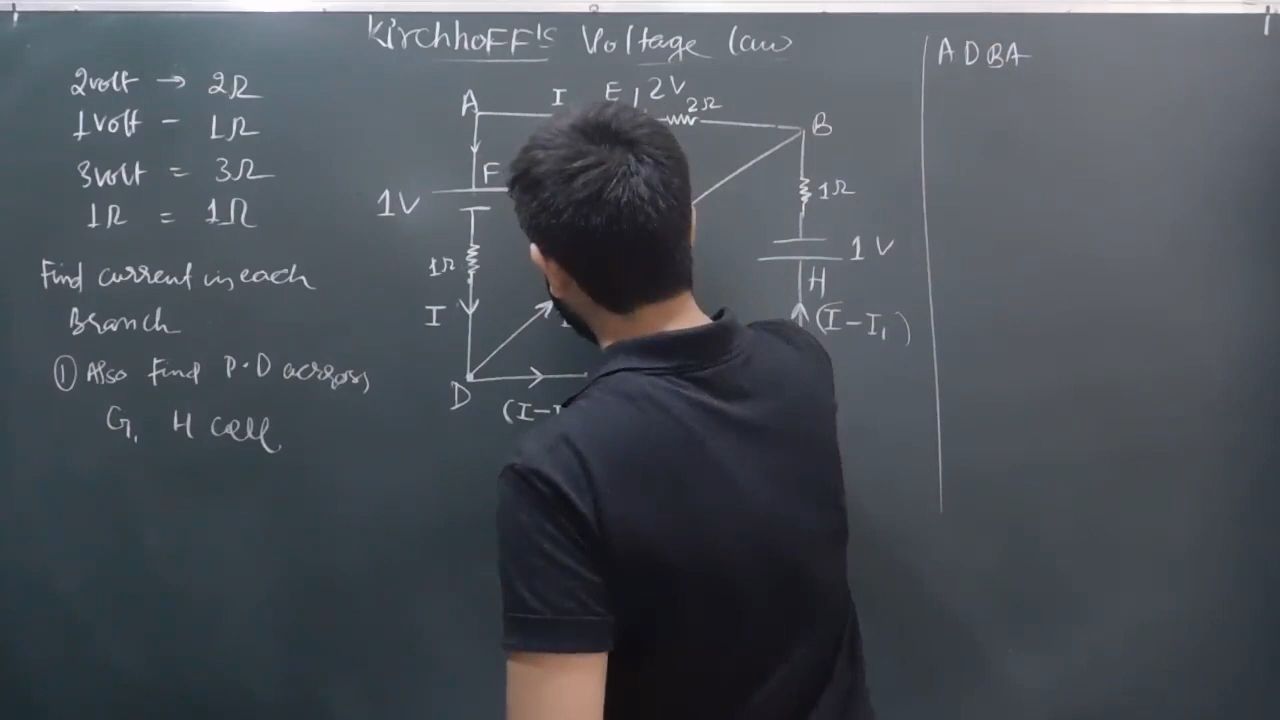 Kirchhoff's Voltage law
2volt → 2Ω
1volt - 1Ω
3volt = 3Ω
1Ω = 1Ω
Find current in each
Branch
① Also Find P.D across
G, H cell
A I E 2V
2Ω
B
F
1V
1Ω
I
D
(I-
1Ω
1V
H
(I-I₁)
ADBA